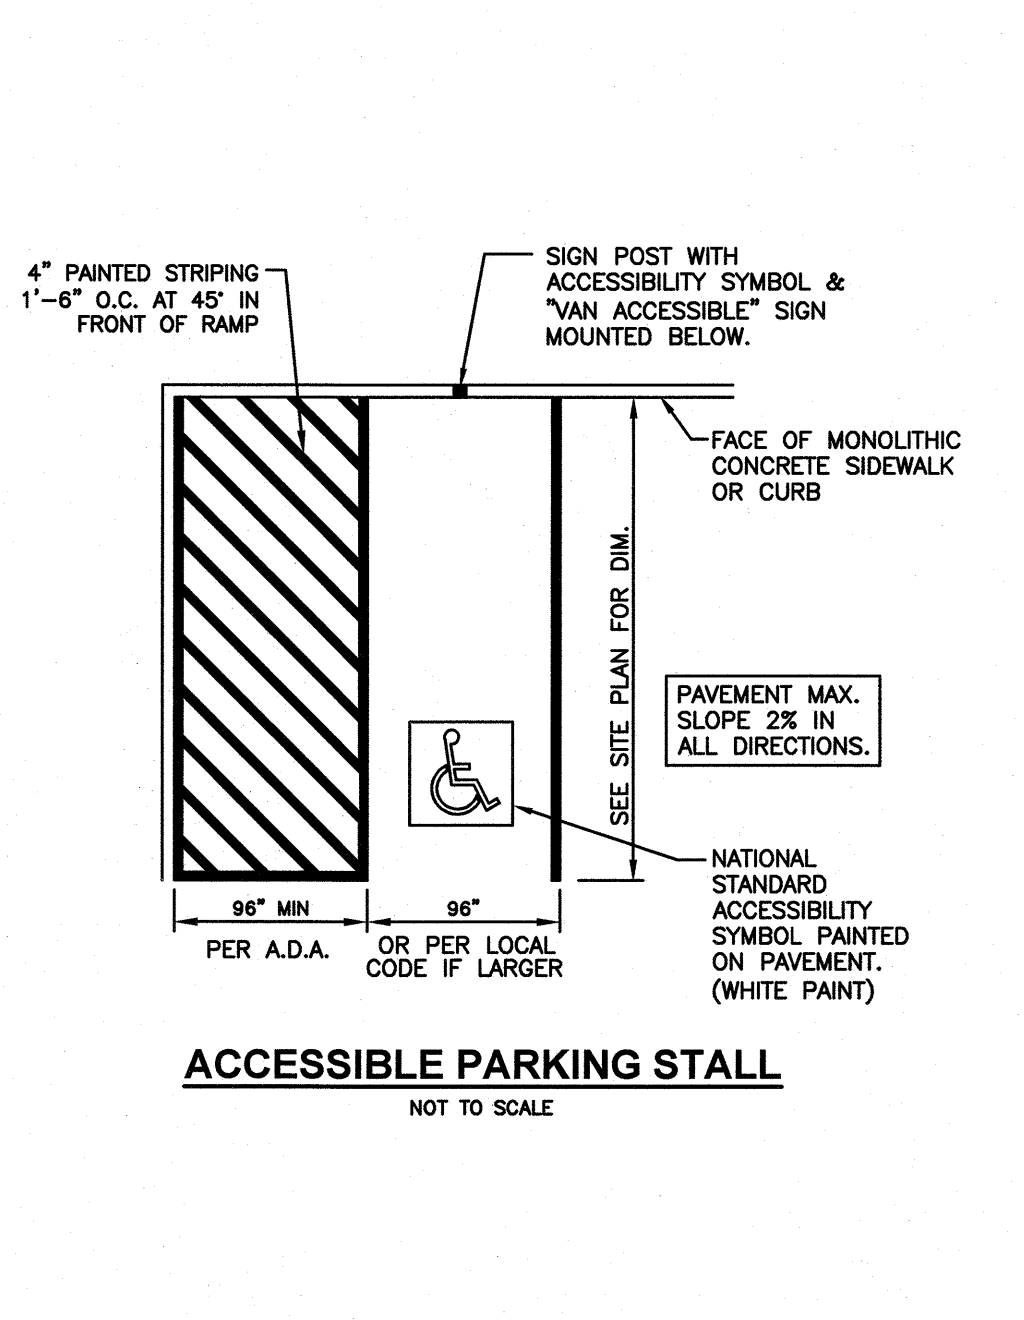 4" PAINTED STRIPING
1'-6" O.C. AT 45° IN
FRONT OF RAMP
SIGN POST WITH
ACCESSIBILITY SYMBOL &
"VAN ACCESSIBLE" SIGN
MOUNTED BELOW.
FACE OF MONOLITHIC
CONCRETE SIDEWALK
OR CURB
SEE SITE PLAN FOR DIM.
PAVEMENT MAX.
SLOPE 2% IN
ALL DIRECTIONS.
NATIONAL
STANDARD
ACCESSIBILITY
SYMBOL PAINTED
ON PAVEMENT.
(WHITE PAINT)
96" MIN
PER A.D.A.
96"
OR PER LOCAL
CODE IF LARGER
ACCESSIBLE PARKING STALL
NOT TO SCALE